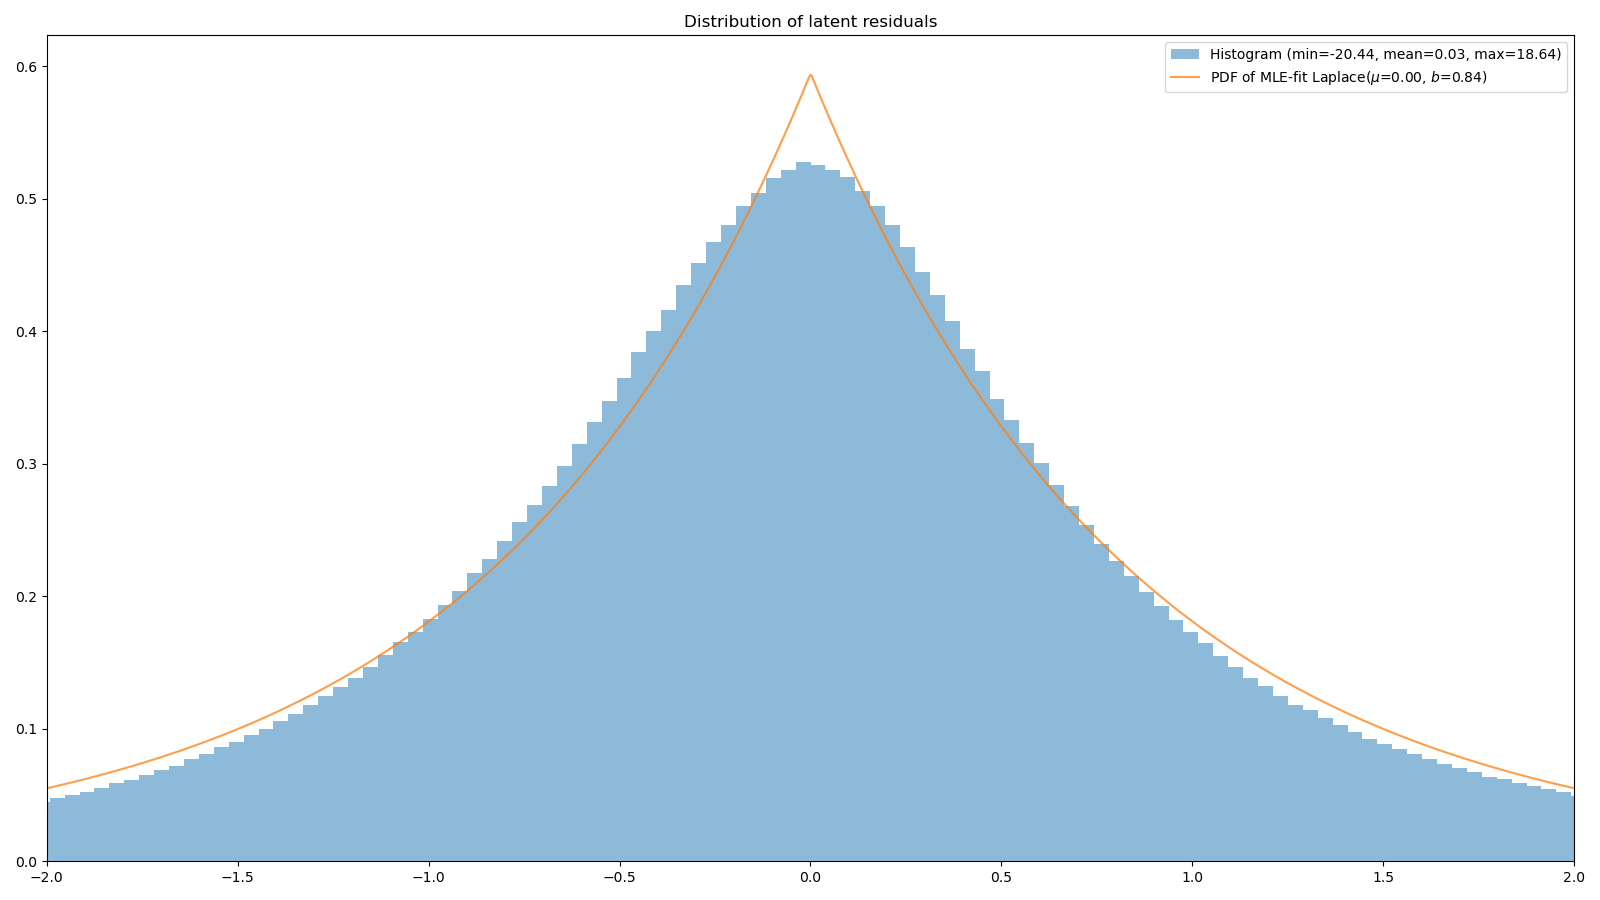 Distribution of latent residuals
Histogram (min=-20.44, mean=0.03, max=18.64)
PDF of MLE-fit Laplace(μ=0.00, b=0.84)
0.6
0.5
0.4
0.3
0.2
0.1
0.0
−2.0 −1.5 −1.0 −0.5 0.0 0.5 1.0 1.5 2.0